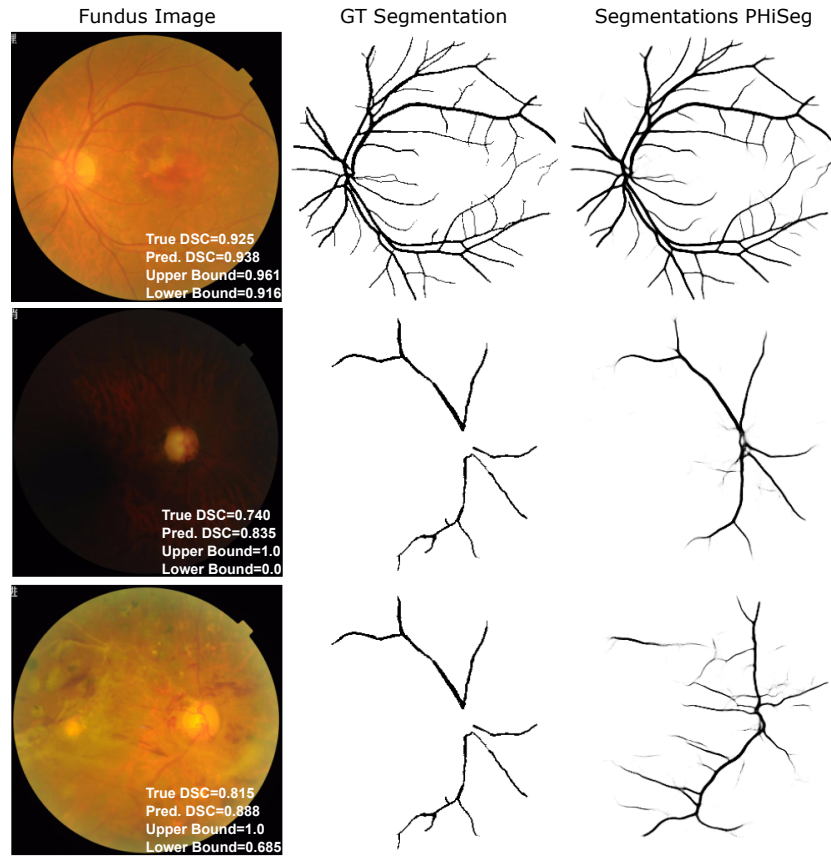 Fundus Image
GT Segmentation
Segmentations PHiSeg
True DSC=0.925
Pred. DSC=0.938
Upper Bound=0.961
Lower Bound=0.916
True DSC=0.740
Pred. DSC=0.835
Upper Bound=1.0
Lower Bound=0.0
True DSC=0.815
Pred. DSC=0.888
Upper Bound=1.0
Lower Bound=0.685